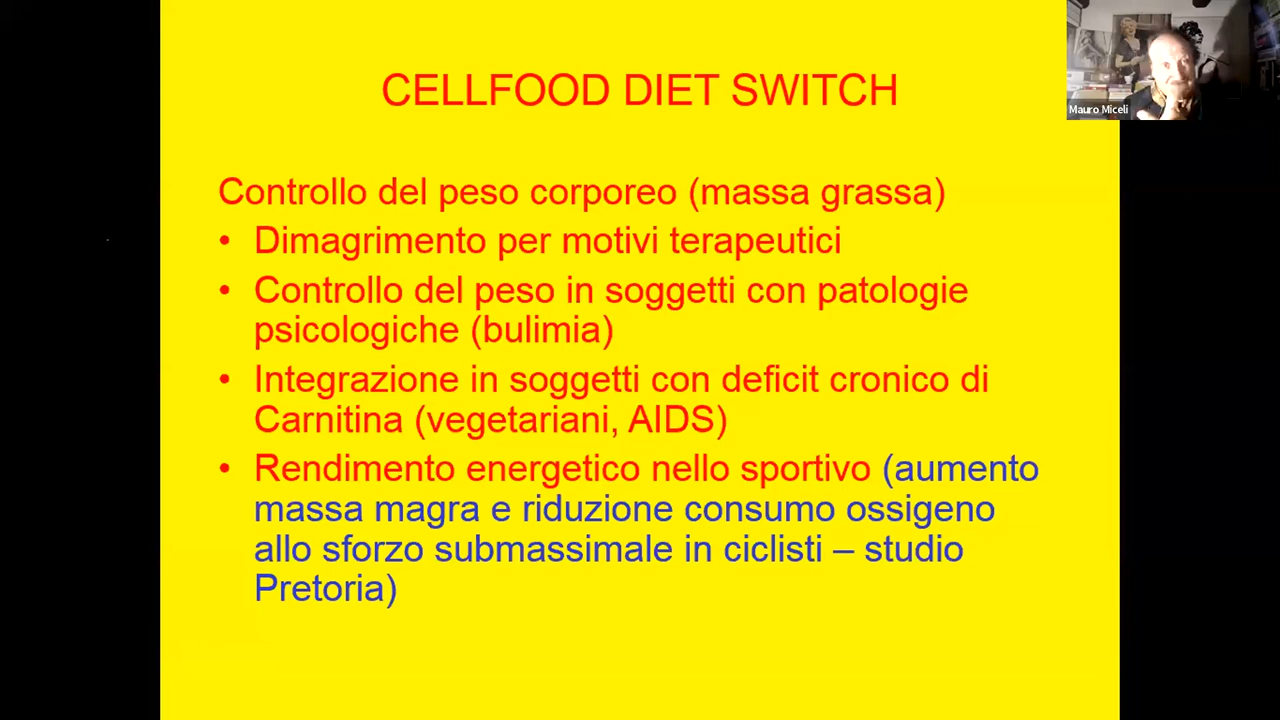 CELLFOOD DIET SWITCH
Mauro Miceli
Controllo del peso corporeo (massa grassa)
• Dimagrimento per motivi terapeutici
• Controllo del peso in soggetti con patologie
psicologiche (bulimia)
• Integrazione in soggetti con deficit cronico di
Carnitina (vegetariani, AIDS)
• Rendimento energetico nello sportivo (aumento
massa magra e riduzione consumo ossigeno
allo sforzo submassimale in ciclisti – studio
Pretoria)